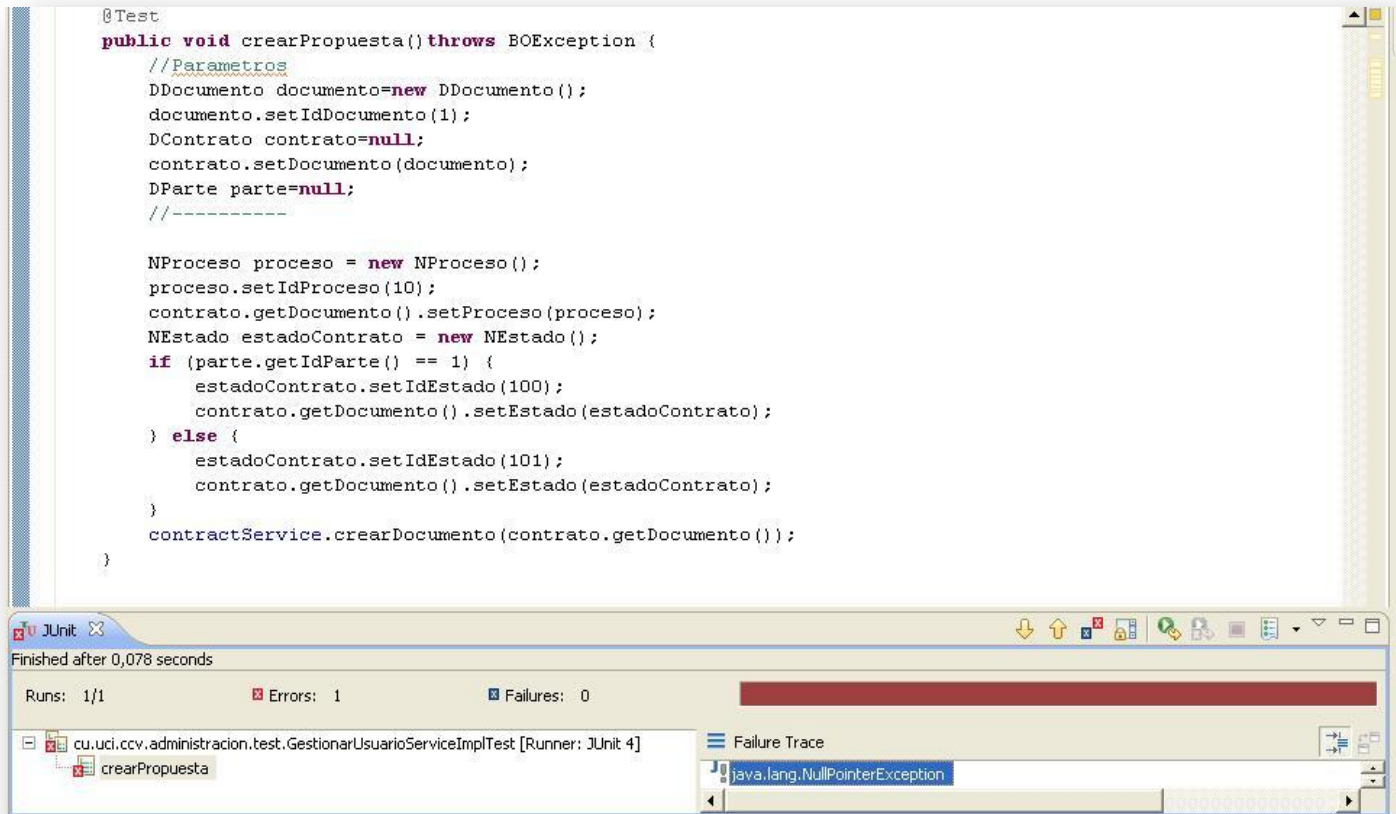 @Test
public void crearPropuesta()throws BOException {
//Parametros
DDocumento documento=new DDocumento();
documento.setIdDocumento(1);
DContrato contrato=null;
contrato.setDocumento(documento);
DParte parte=null;
//----------
NProceso proceso = new NProceso();
proceso.setIdProceso(10);
contrato.getDocumento().setProceso(proceso);
NEstado estadoContrato = new NEstado();
if (parte.getIdParte() == 1) {
estadoContrato.setIdEstado(100);
contrato.getDocumento().setEstado(estadoContrato);
} else {
estadoContrato.setIdEstado(101);
contrato.getDocumento().setEstado(estadoContrato);
}
contractService.crearDocumento(contrato.getDocumento());
}
JUnit
Finished after 0,078 seconds
Runs: 1/1 Errors: 1 Failures: 0
cu.uci.ccv.administracion.test.GestionarUsuarioServiceImplTest [Runner: JUnit 4]
crearPropuesta
Failure Trace
java.lang.NullPointerException